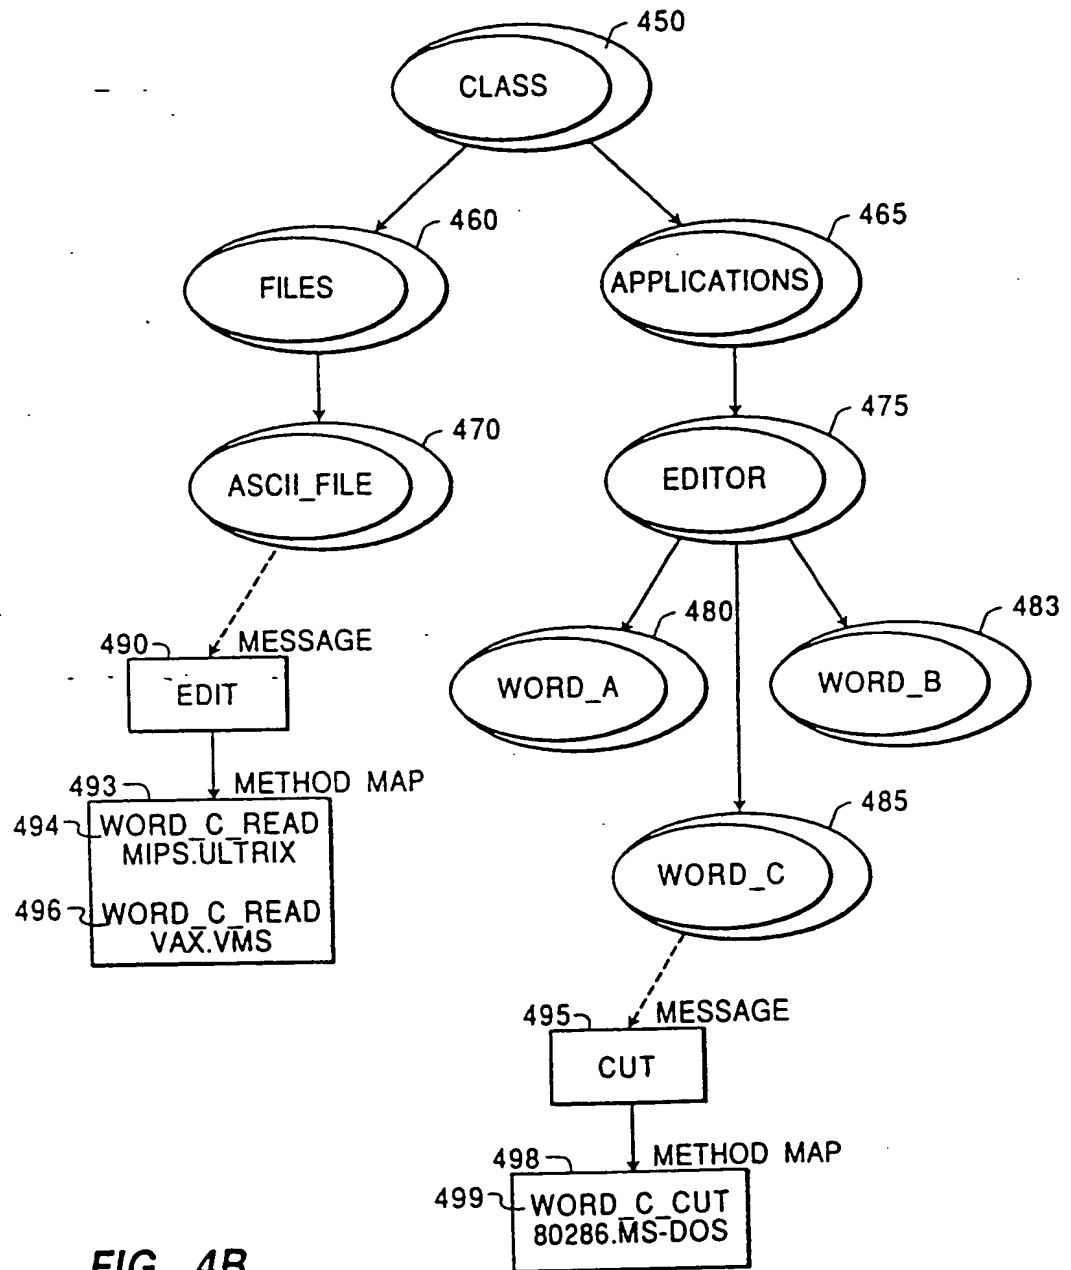 450
CLASS
460
465
FILES
APPLICATIONS
470
475
ASCII_FILE
EDITOR
480
483
490
MESSAGE
EDIT
WORD_A
WORD_B
493
METHOD MAP
494
WORD_C_READ
MIPS.ULTRIX
485
496
WORD_C_READ
VAX.VMS
WORD_C
495
MESSAGE
CUT
498
METHOD MAP
499
WORD_C_CUT
80286.MS-DOS
FIG. 4B